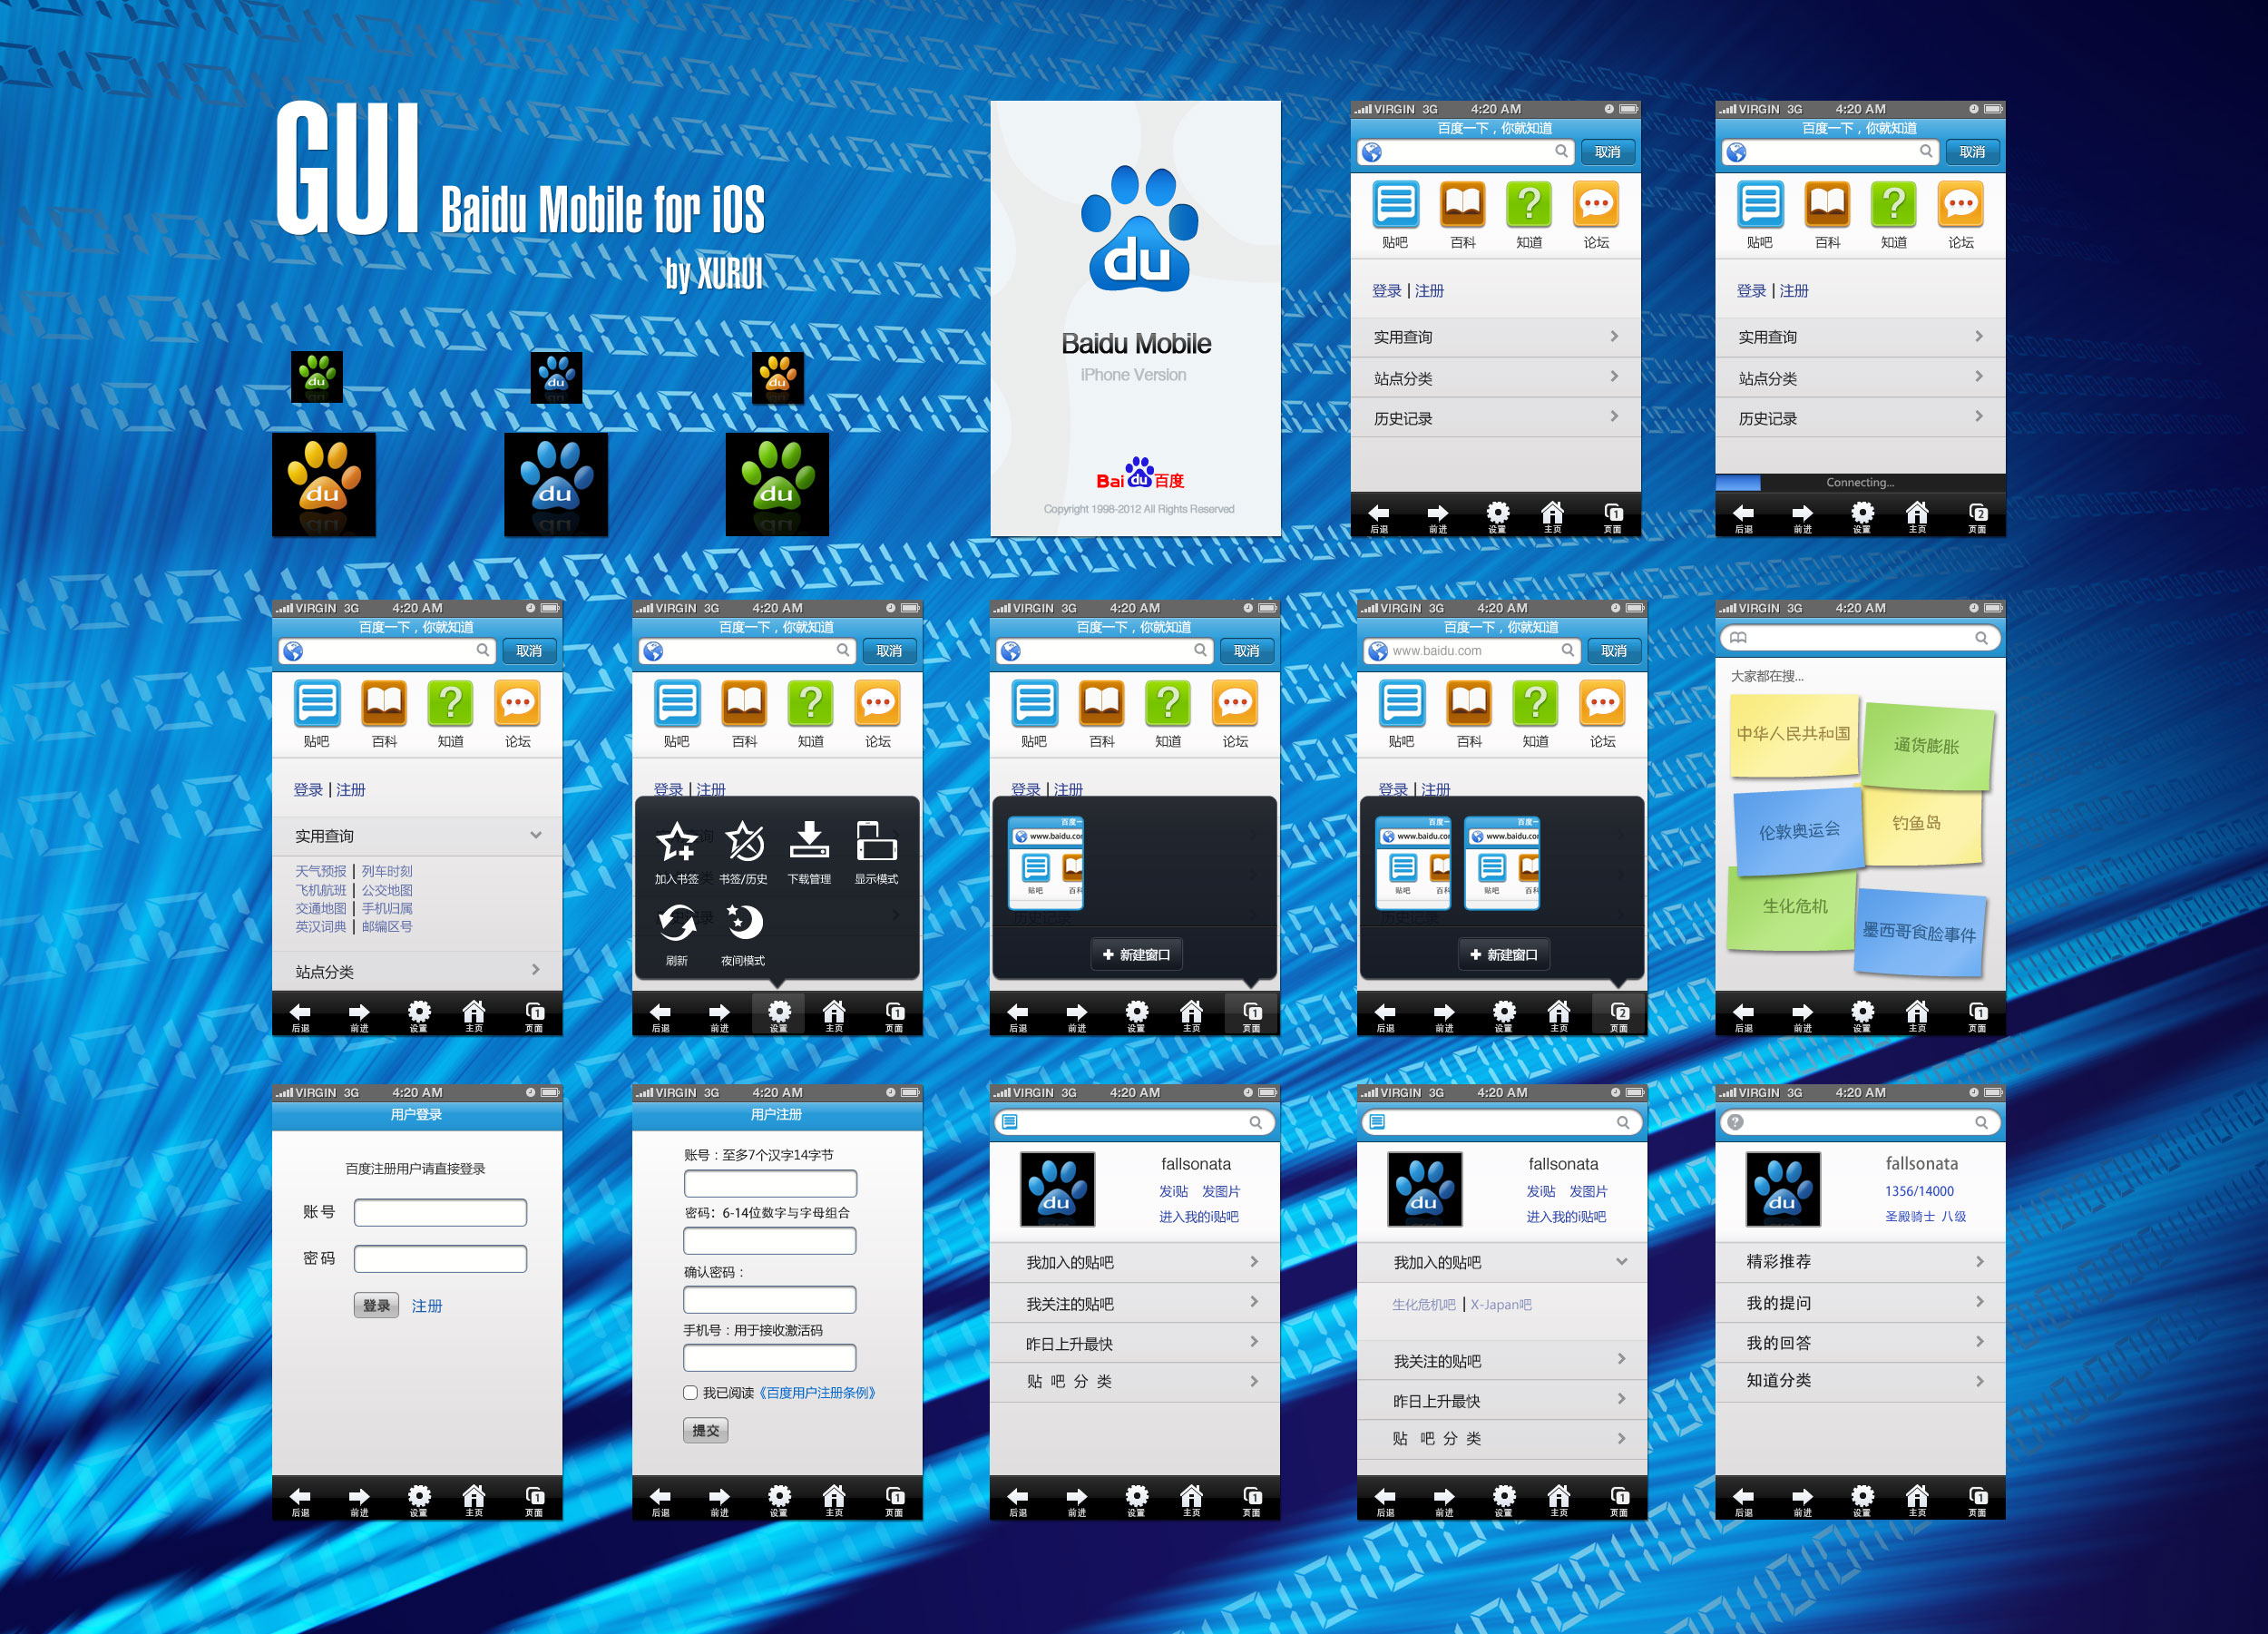 GUI Baidu Mobile for iOS
by XURUI
du
du
du
du
du
du
du
Baidu Mobile
iPhone Version
Bai du 百度
Copyright 1998-2012 All Rights Reserved
VIRGIN 3G 4:20 AM
百度一下，你就知道
取消
贴吧 百科 知道 论坛
登录 | 注册
实用查询
站点分类
历史记录
后退 前进 设置 主页 1 页面
VIRGIN 3G 4:20 AM
百度一下，你就知道
取消
贴吧 百科 知道 论坛
登录 | 注册
实用查询
站点分类
历史记录
Connecting...
后退 前进 设置 主页 2 页面
VIRGIN 3G 4:20 AM
百度一下，你就知道
取消
贴吧 百科 知道 论坛
登录 | 注册
实用查询
天气预报 | 列车时刻
飞机航班 | 公交地图
交通地图 | 手机归属
英汉词典 | 邮编区号
站点分类
后退 前进 设置 主页 1 页面
VIRGIN 3G 4:20 AM
百度一下，你就知道
取消
贴吧 百科 知道 论坛
登录 | 注册
加入书签 书签/历史 下载管理 显示模式
刷新 夜间模式
后退 前进 设置 主页 1 页面
VIRGIN 3G 4:20 AM
百度一下，你就知道
取消
贴吧 百科 知道 论坛
登录 | 注册
百度一
www.baidu.co
贴吧 百科
+ 新建窗口
后退 前进 设置 主页 1 页面
VIRGIN 3G 4:20 AM
百度一下，你就知道
www.baidu.com 取消
贴吧 百科 知道 论坛
登录 | 注册
百度一 百度一
www.baidu.co www.baidu.co
贴吧 百科 贴吧 百科
+ 新建窗口
后退 前进 设置 主页 2 页面
VIRGIN 3G 4:20 AM
大家都在搜...
中华人民共和国
通货膨胀
伦敦奥运会
钓鱼岛
生化危机
墨西哥食脸事件
后退 前进 设置 主页 1 页面
VIRGIN 3G 4:20 AM
用户登录
百度注册用户请直接登录
账号
密码
登录 注册
后退 前进 设置 主页 1 页面
VIRGIN 3G 4:20 AM
用户注册
账号：至多7个汉字14字节
密码：6-14位数字与字母组合
确认密码：
手机号：用于接收激活码
我已阅读《百度用户注册条例》
提交
后退 前进 设置 主页 1 页面
VIRGIN 3G 4:20 AM
du
fallsonata
发i贴 发图片
进入我的i贴吧
我加入的贴吧
我关注的贴吧
昨日上升最快
贴吧分类
后退 前进 设置 主页 1 页面
VIRGIN 3G 4:20 AM
du
fallsonata
发i贴 发图片
进入我的i贴吧
我加入的贴吧
生化危机吧 | X-Japan吧
我关注的贴吧
昨日上升最快
贴吧分类
后退 前进 设置 主页 1 页面
VIRGIN 3G 4:20 AM
du
fallsonata
1356/14000
圣殿骑士 八级
精彩推荐
我的提问
我的回答
知道分类
后退 前进 设置 主页 1 页面